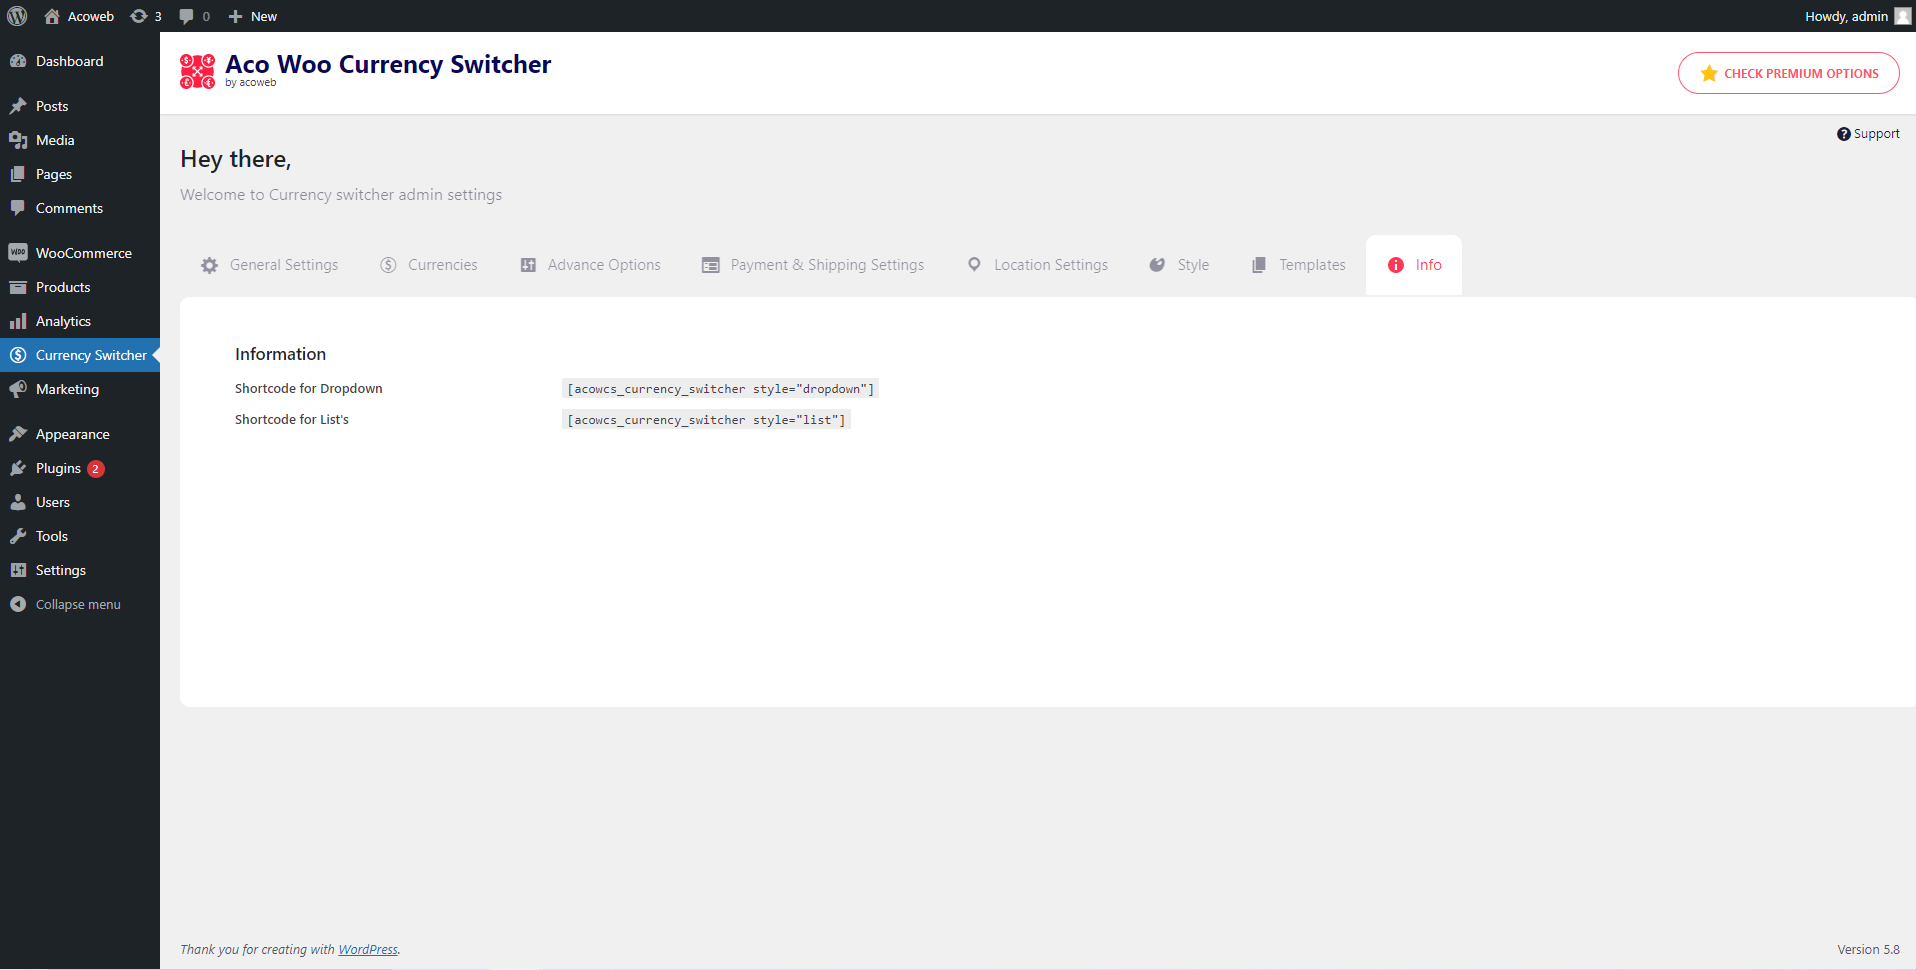 Acoweb 3 0 New Howdy, admin
Dashboard
Posts
Media
Pages
Comments
WooCommerce
Products
Analytics
Currency Switcher
Marketing
Appearance
Plugins 2
Users
Tools
Settings
Collapse menu
Aco Woo Currency Switcher
by acoweb
CHECK PREMIUM OPTIONS
Support
Hey there,
Welcome to Currency switcher admin settings
General Settings Currencies Advance Options Payment & Shipping Settings Location Settings Style Templates Info
Information
Shortcode for Dropdown [acowcs_currency_switcher style="dropdown"]
Shortcode for List's [acowcs_currency_switcher style="list"]
Thank you for creating with WordPress. Version 5.8